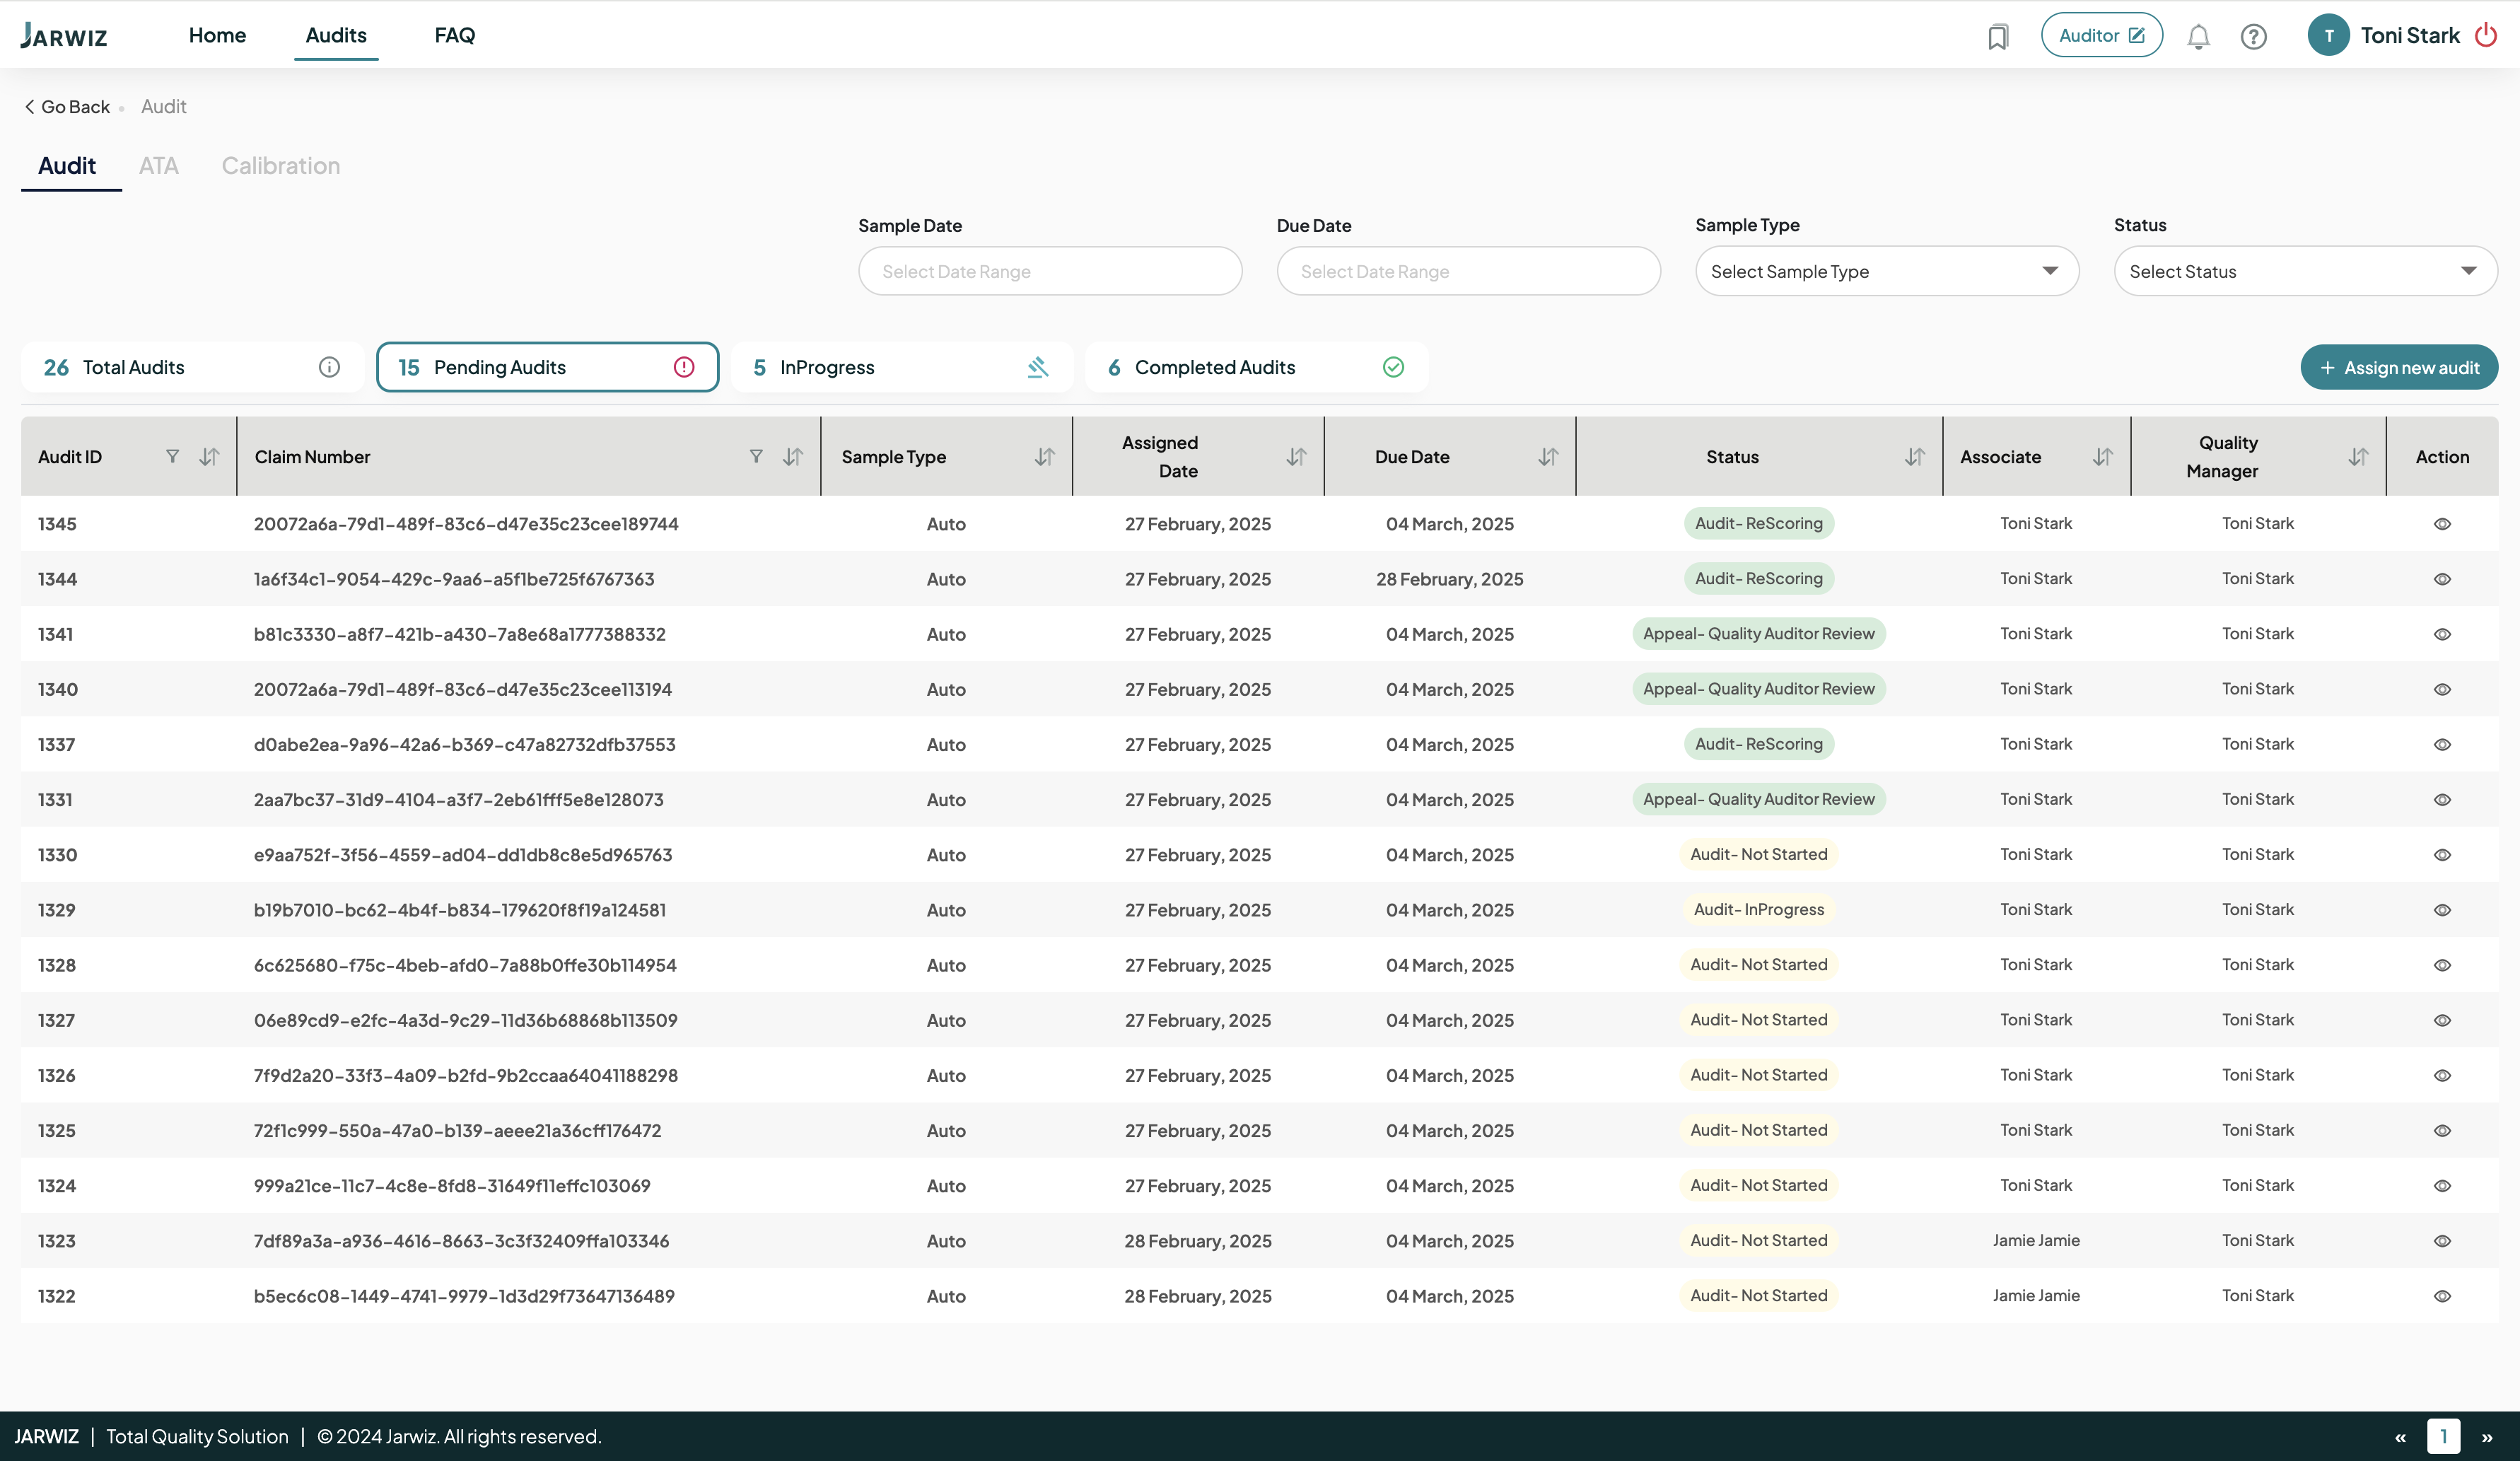 JARWIZ Home Audits FAQ Auditor T Toni Stark
Go Back Audit
Audit ATA Calibration
Sample Date Due Date Sample Type Status
Select Date Range Select Date Range Select Sample Type Select Status
26 Total Audits 15 Pending Audits 5 InProgress 6 Completed Audits + Assign new audit
Audit ID Claim Number Sample Type Assigned Date Due Date Status Associate Quality Manager Action
1345 20072a6a-79d1-489f-83c6-d47e35c23cee189744 Auto 27 February, 2025 04 March, 2025 Audit- ReScoring Toni Stark Toni Stark
1344 1a6f34c1-9054-429c-9aa6-a5f1be725f6767363 Auto 27 February, 2025 28 February, 2025 Audit- ReScoring Toni Stark Toni Stark
1341 b81c3330-a8f7-421b-a430-7a8e68a1777388332 Auto 27 February, 2025 04 March, 2025 Appeal- Quality Auditor Review Toni Stark Toni Stark
1340 20072a6a-79d1-489f-83c6-d47e35c23cee113194 Auto 27 February, 2025 04 March, 2025 Appeal- Quality Auditor Review Toni Stark Toni Stark
1337 d0abe2ea-9a96-42a6-b369-c47a82732dfb37553 Auto 27 February, 2025 04 March, 2025 Audit- ReScoring Toni Stark Toni Stark
1331 2aa7bc37-31d9-4104-a3f7-2eb61fff5e8e128073 Auto 27 February, 2025 04 March, 2025 Appeal- Quality Auditor Review Toni Stark Toni Stark
1330 e9aa752f-3f56-4559-ad04-dd1db8c8e5d965763 Auto 27 February, 2025 04 March, 2025 Audit- Not Started Toni Stark Toni Stark
1329 b19b7010-bc62-4b4f-b834-179620f8f19a124581 Auto 27 February, 2025 04 March, 2025 Audit- InProgress Toni Stark Toni Stark
1328 6c625680-f75c-4beb-afd0-7a88b0ffe30b114954 Auto 27 February, 2025 04 March, 2025 Audit- Not Started Toni Stark Toni Stark
1327 06e89cd9-e2fc-4a3d-9c29-11d36b68868b113509 Auto 27 February, 2025 04 March, 2025 Audit- Not Started Toni Stark Toni Stark
1326 7f9d2a20-33f3-4a09-b2fd-9b2ccaa64041188298 Auto 27 February, 2025 04 March, 2025 Audit- Not Started Toni Stark Toni Stark
1325 72f1c999-550a-47a0-b139-aeee21a36cff176472 Auto 27 February, 2025 04 March, 2025 Audit- Not Started Toni Stark Toni Stark
1324 999a21ce-11c7-4c8e-8fd8-31649f11effc103069 Auto 27 February, 2025 04 March, 2025 Audit- Not Started Toni Stark Toni Stark
1323 7df89a3a-a936-4616-8663-3c3f32409ffa103346 Auto 28 February, 2025 04 March, 2025 Audit- Not Started Jamie Jamie Toni Stark
1322 b5ec6c08-1449-4741-9979-1d3d29f73647136489 Auto 28 February, 2025 04 March, 2025 Audit- Not Started Jamie Jamie Toni Stark
JARWIZ | Total Quality Solution | © 2024 Jarwiz. All rights reserved. « 1 »